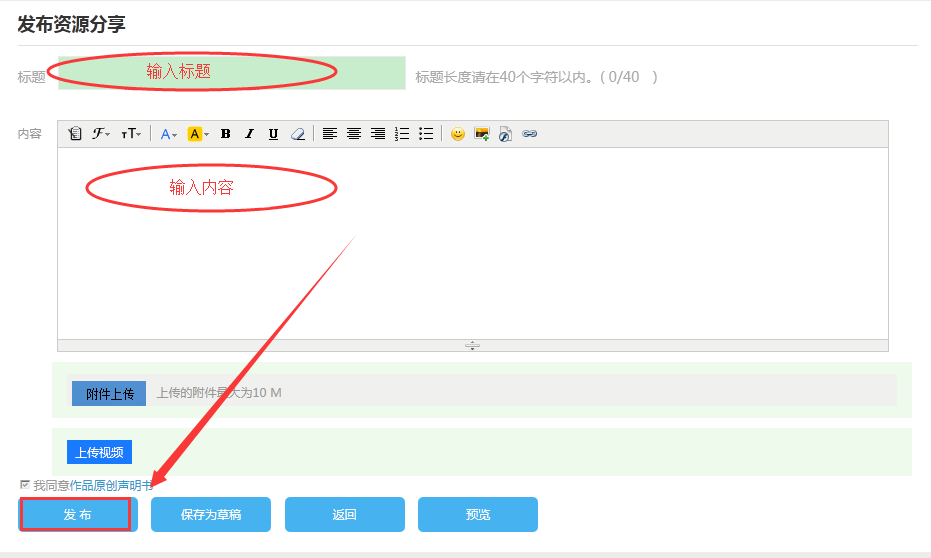 发布资源分享
标题 输入标题 标题长度请在40个字符以内。( 0/40 )
内容
输入内容
附件上传 上传的附件最大为10 M
上传视频
我同意作品原创声明书
发 布 保存为草稿 返回 预览